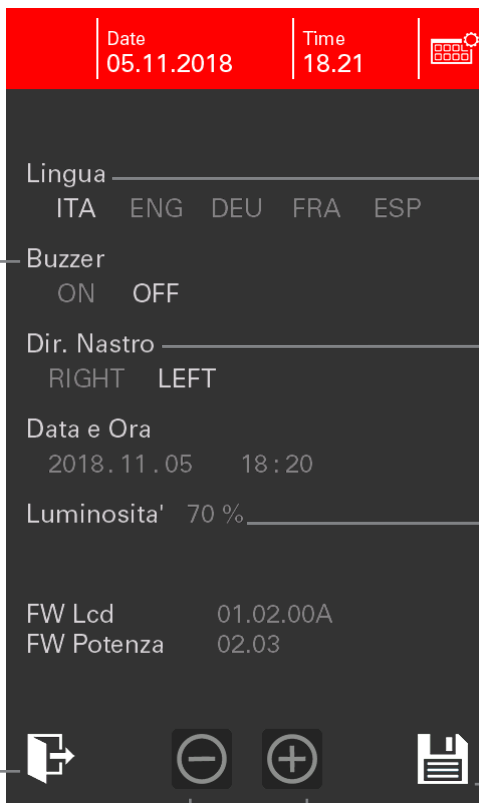 Date Time
05.11.2018 18.21
Lingua
ITA ENG DEU FRA ESP
Buzzer
ON OFF
Dir. Nastro
RIGHT LEFT
Data e Ora
2018.11.05 18:20
Luminosita' 70 %
FW Lcd 01.02.00A
FW Potenza 02.03